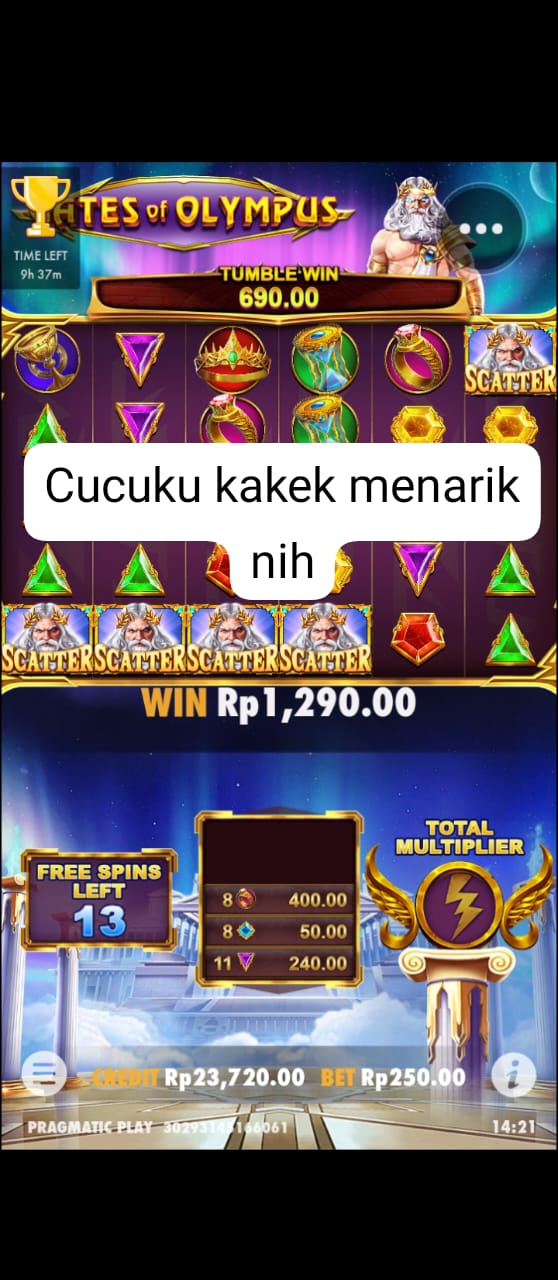 GATES of OLYMPUS
TIME LEFT
9h 37m
TUMBLE WIN
690.00
SCATTER
Cucuku kakek menarik
nih
SCATTER SCATTER SCATTER SCATTER
WIN Rp1,290.00
TOTAL
MULTIPLIER
FREE SPINS
LEFT
13
8 400.00
8 50.00
11 240.00
CREDIT Rp23,720.00 BET Rp250.00
PRAGMATIC PLAY 30293145166061 14:21